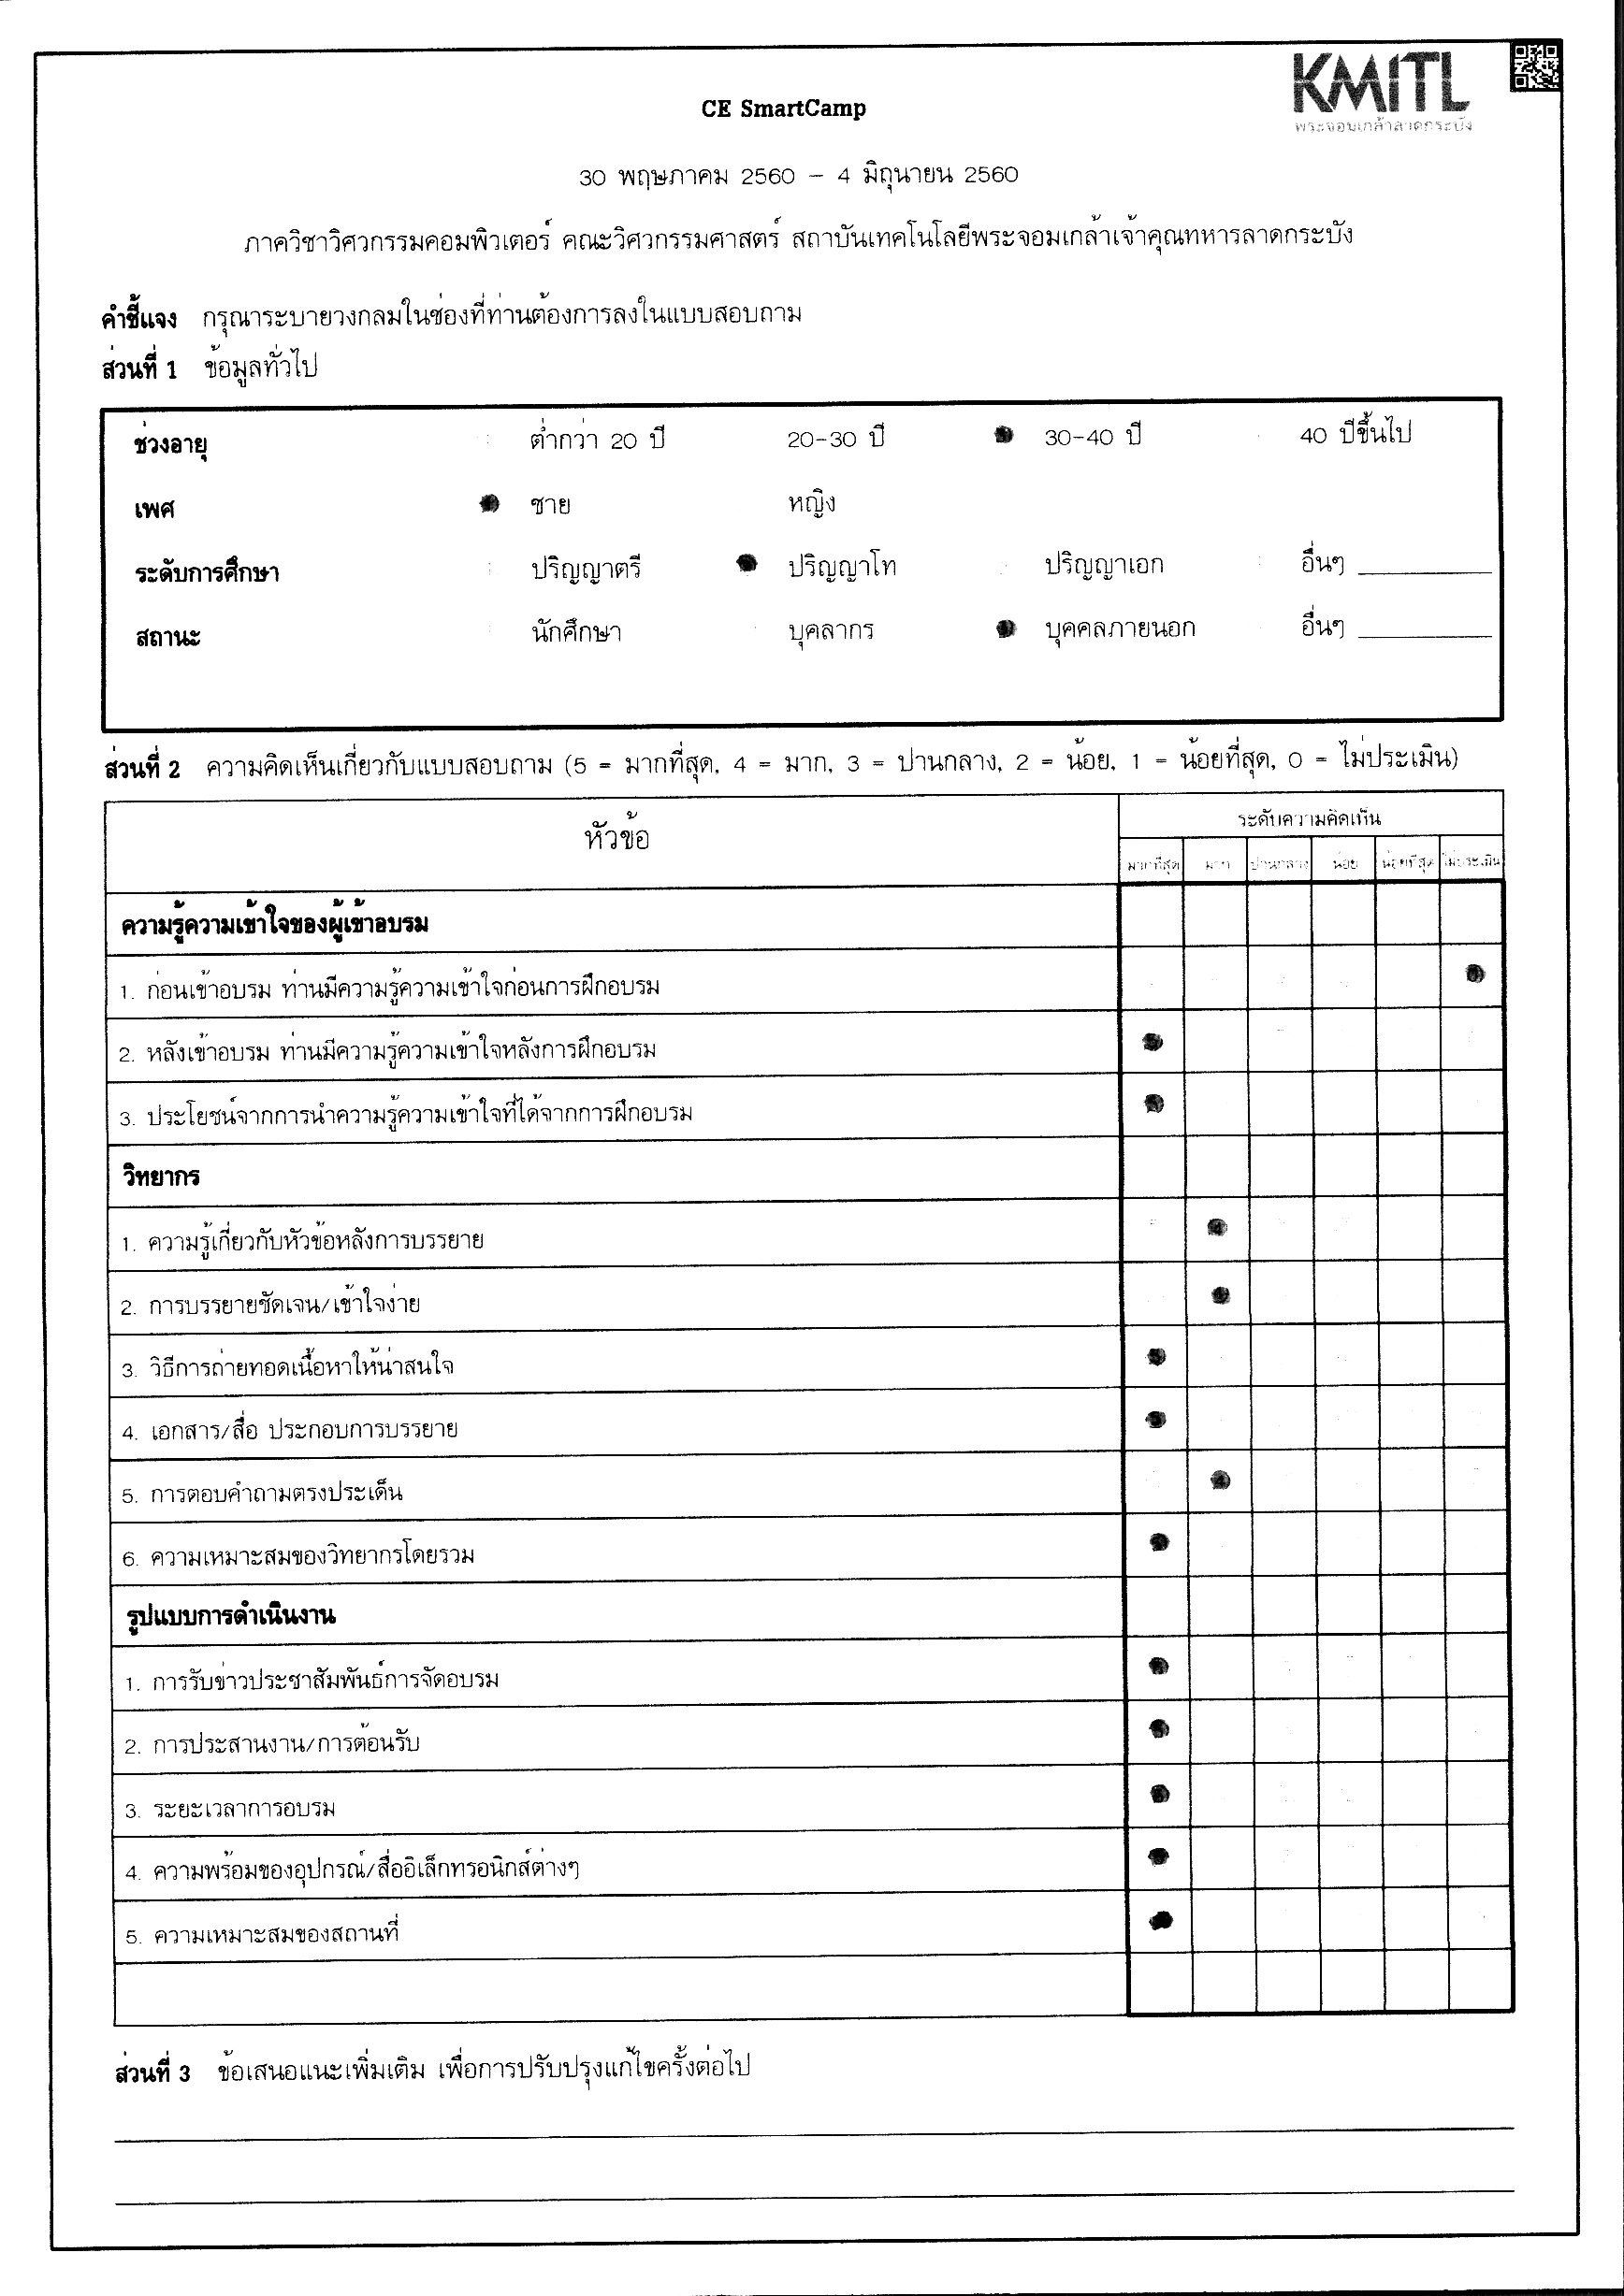 KMITL
พระจอมเกล้าลาดกระบัง
CE SmartCamp
30 พฤษภาคม 2560 - 4 มิถุนายน 2560
ภาควิชาวิศวกรรมคอมพิวเตอร์ คณะวิศวกรรมศาสตร์ สถาบันเทคโนโลยีพระจอมเกล้าเจ้าคุณทหารลาดกระบัง
คำชี้แจง กรุณาระบายวงกลมในช่องที่ท่านต้องการลงในแบบสอบถาม
ส่วนที่ 1 ข้อมูลทั่วไป
ช่วงอายุ ต่ำกว่า 20 ปี 20-30 ปี 30-40 ปี 40 ปีขึ้นไป
เพศ ชาย หญิง
ระดับการศึกษา ปริญญาตรี ปริญญาโท ปริญญาเอก อื่นๆ
สถานะ นักศึกษา บุคลากร บุคคลภายนอก อื่นๆ
ส่วนที่ 2 ความคิดเห็นเกี่ยวกับแบบสอบถาม (5 = มากที่สุด, 4 = มาก, 3 = ปานกลาง, 2 = น้อย, 1 = น้อยที่สุด, 0 = ไม่ประเมิน)
หัวข้อ ระดับความคิดเห็น
มากที่สุด มาก ปานกลาง น้อย น้อยที่สุด ไม่ประเมิน
ความรู้ความเข้าใจของผู้เข้าอบรม
1. ก่อนเข้าอบรม ท่านมีความรู้ความเข้าใจก่อนการฝึกอบรม
2. หลังเข้าอบรม ท่านมีความรู้ความเข้าใจหลังการฝึกอบรม
3. ประโยชน์จากการนำความรู้ความเข้าใจที่ได้จากการฝึกอบรม
วิทยากร
1. ความรู้เกี่ยวกับหัวข้อหลังการบรรยาย
2. การบรรยายชัดเจน/เข้าใจง่าย
3. วิธีการถ่ายทอดเนื้อหาให้น่าสนใจ
4. เอกสาร/สื่อ ประกอบการบรรยาย
5. การตอบคำถามตรงประเด็น
6. ความเหมาะสมของวิทยากรโดยรวม
รูปแบบการดำเนินงาน
1. การรับข่าวประชาสัมพันธ์การจัดอบรม
2. การประสานงาน/การต้อนรับ
3. ระยะเวลาการอบรม
4. ความพร้อมของอุปกรณ์/สื่ออิเล็กทรอนิกส์ต่างๆ
5. ความเหมาะสมของสถานที่
ส่วนที่ 3 ข้อเสนอแนะเพิ่มเติม เพื่อการปรับปรุงแก้ไขครั้งต่อไป